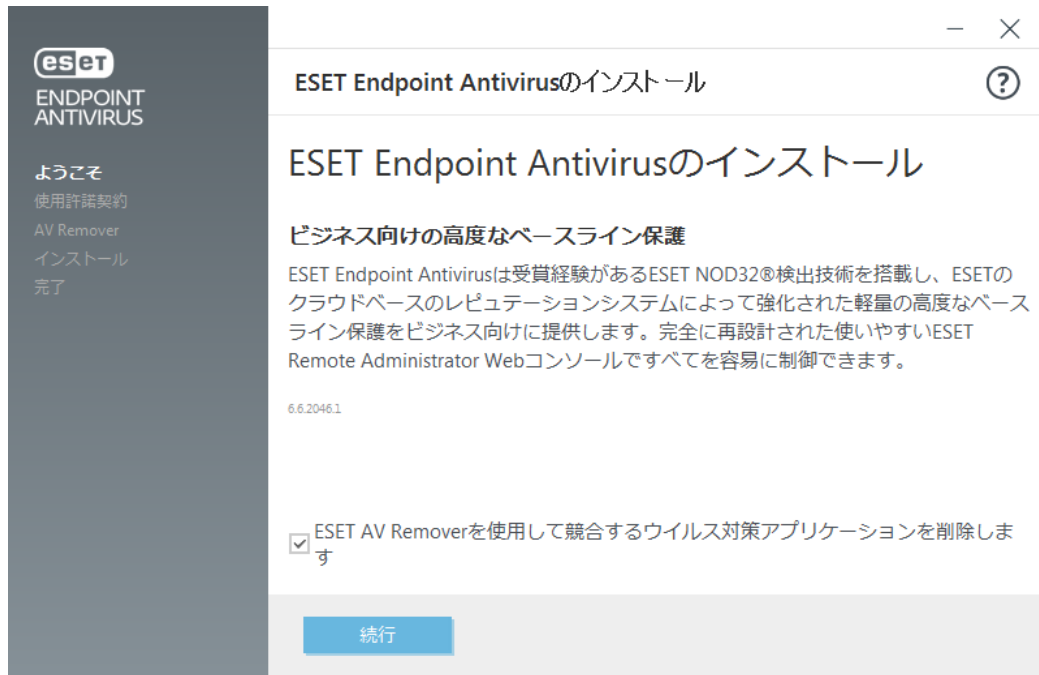 eset
ENDPOINT
ANTIVIRUS
ようこそ
使用許諾契約
AV Remover
インストール
完了
ESET Endpoint Antivirusのインストール
ESET Endpoint Antivirusのインストール
ビジネス向けの高度なベースライン保護
ESET Endpoint Antivirusは受賞経験があるESET NOD32®検出技術を搭載し、ESETの
クラウドベースのレピュテーションシステムによって強化された軽量の高度なベース
ライン保護をビジネス向けに提供します。完全に再設計された使いやすいESET
Remote Administrator Webコンソールですべてを容易に制御できます。
6.6.2046.1
ESET AV Removerを使用して競合するウイルス対策アプリケーションを削除しま
す
続行